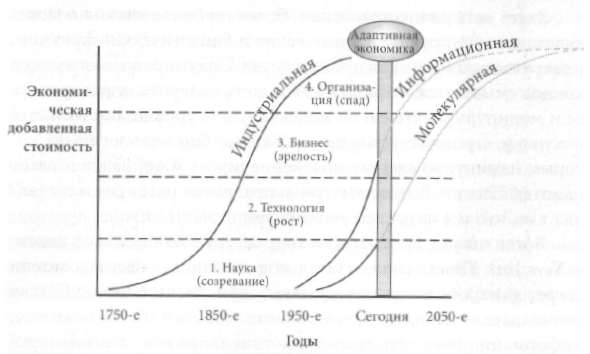 Адаптивная
экономика
Индустриальная
Информационная
Молекулярная
Экономи-
ческая
добавленная
стоимость
4. Организа-
ция (спад)
3. Бизнес
(зрелость)
2. Технология
(рост)
1. Наука
(созревание)
1750-е 1850-е 1950-е Сегодня 2050-е
Годы